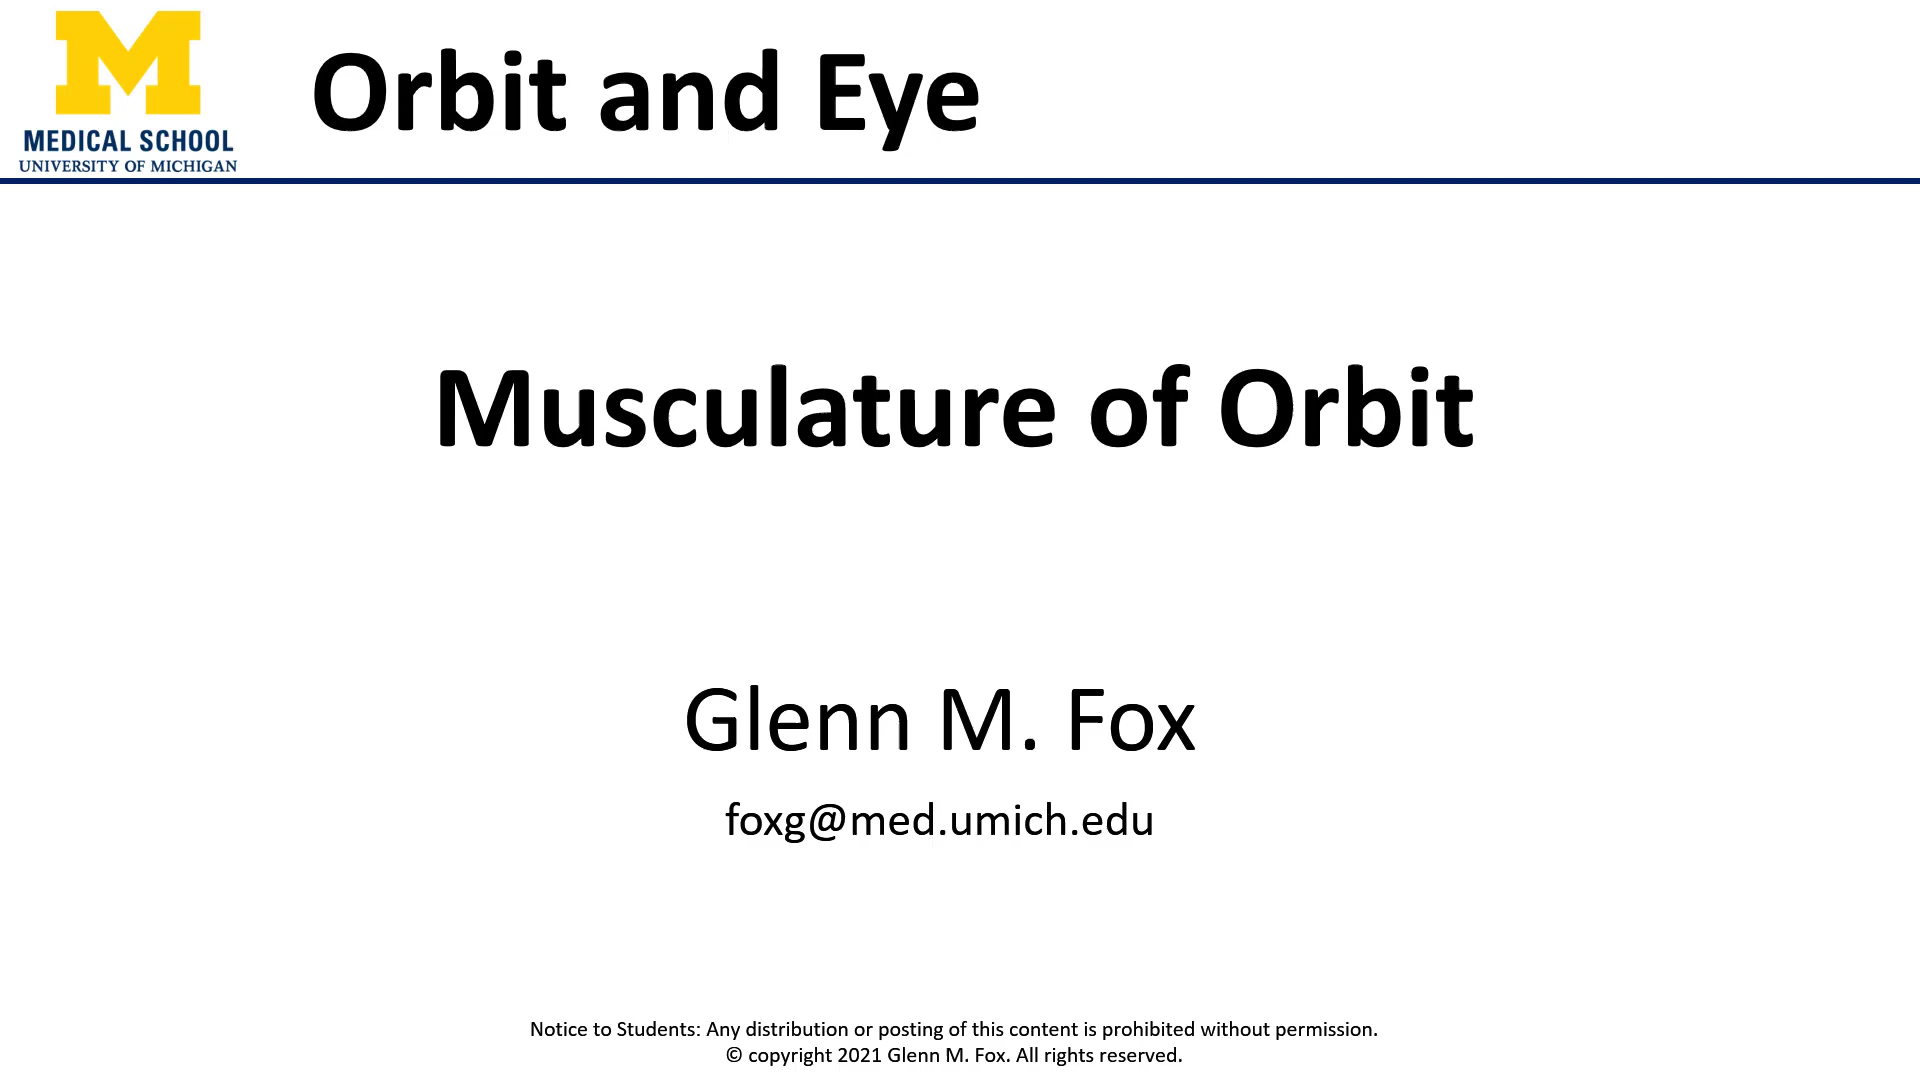 MEDICAL SCHOOL
UNIVERSITY OF MICHIGAN
Orbit and Eye
Musculature of Orbit
Glenn M. Fox
foxg@med.umich.edu
Notice to Students: Any distribution or posting of this content is prohibited without permission.
© copyright 2021 Glenn M. Fox. All rights reserved.